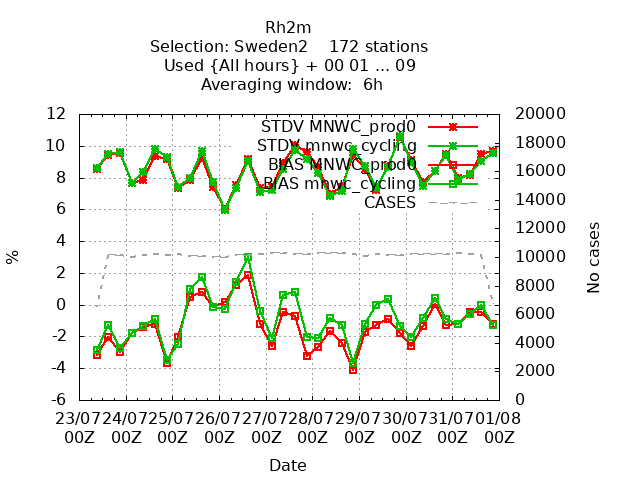 Rh2m
Selection: Sweden2 172 stations
Used {All hours} + 00 01 ... 09
Averaging window: 6h
12
10
8
6
4
2
0
-2
-4
-6
%
STDV MNWC_prod0
STDV mnwc_cycling
BIAS MNWC_prod0
BIAS mnwc_cycling
CASES
20000
18000
16000
14000
12000
10000
8000
6000
4000
2000
0
No cases
23/07 24/07 25/07 26/07 27/07 28/07 29/07 30/07 31/07 01/08
00Z 00Z 00Z 00Z 00Z 00Z 00Z 00Z 00Z 00Z
Date